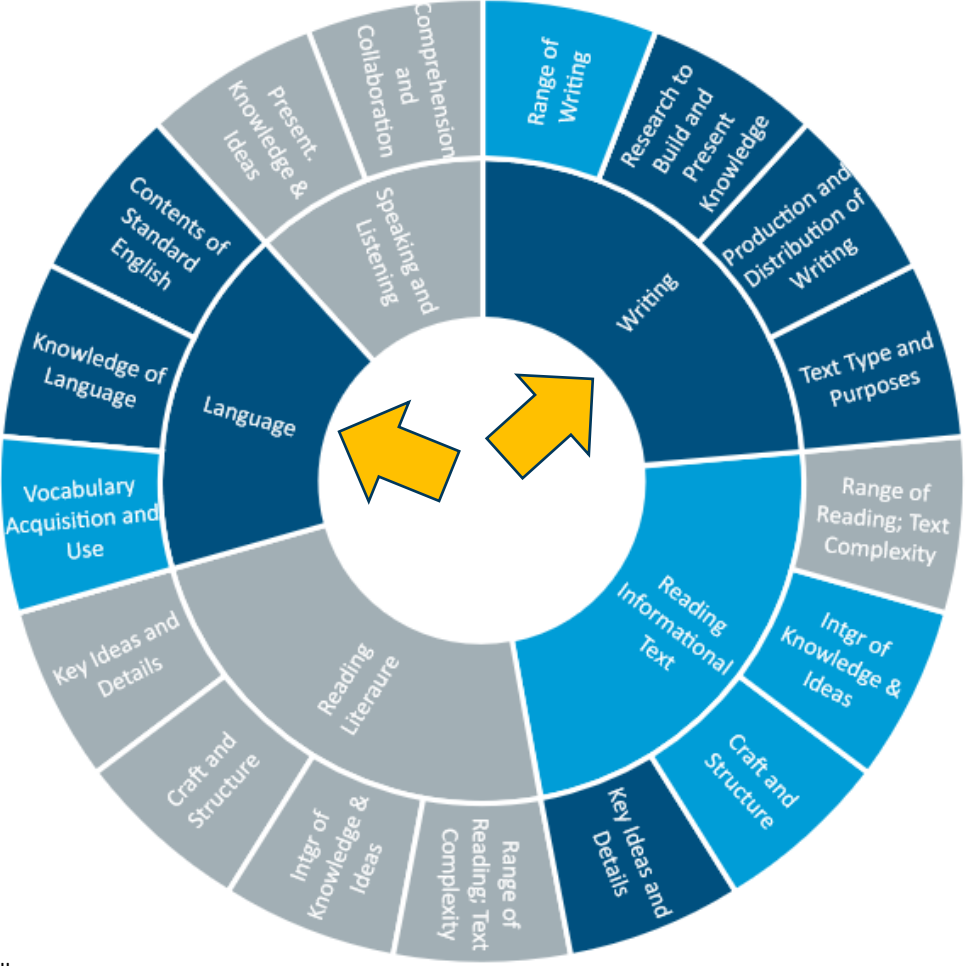 Range of
Writing
Research to
Build and
Present
Knowledge
Production and
Distribution of
Writing
Text Type and
Purposes
Range of
Reading; Text
Complexity
Intgr of
Knowledge &
Ideas
Craft and
Structure
Key Ideas and
Details
Range of
Reading; Text
Complexity
Intgr of
Knowledge &
Ideas
Craft and
Structure
Key Ideas and
Details
Vocabulary
Acquisition and
Use
Knowledge of
Language
Contents of
Standard
English
Present.
Knowledge &
Ideas
Comprehension
and
Collaboration
Writing
Reading
Informational
Text
Reading
Literaure
Language
Speaking and
Listening